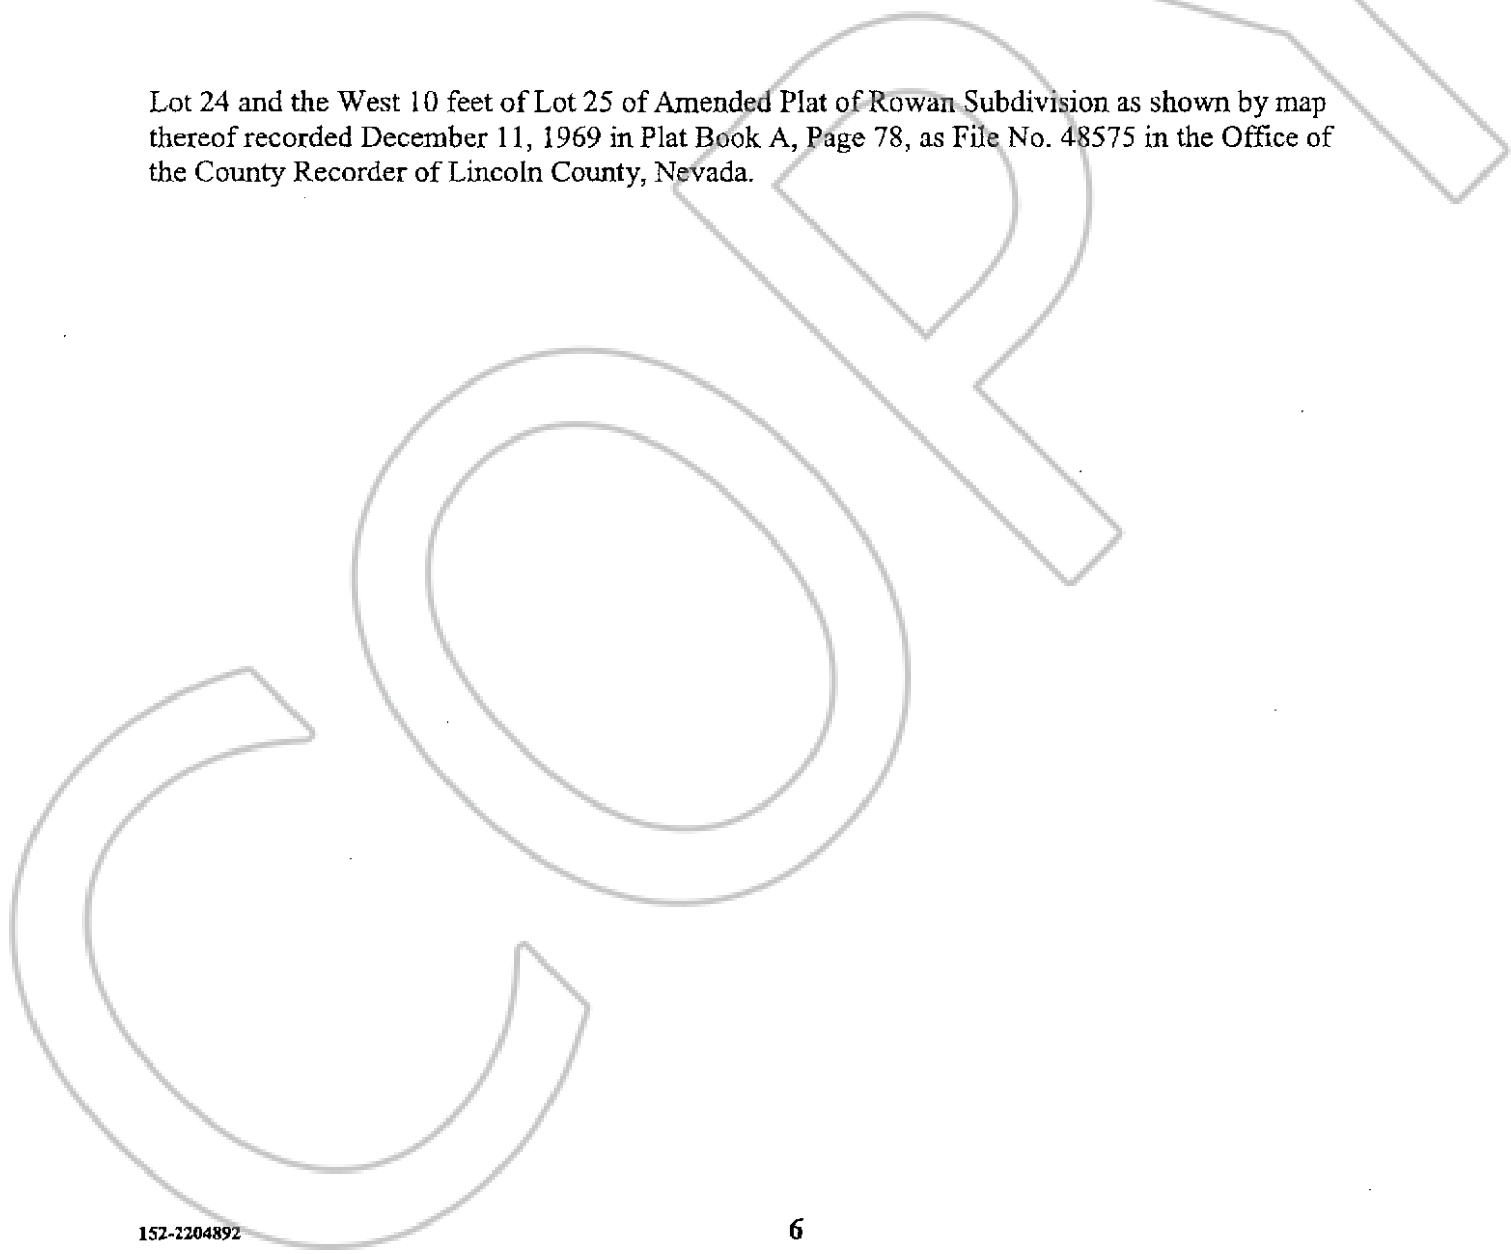 Lot 24 and the West 10 feet of Lot 25 of Amended Plat of Rowan Subdivision as shown by map
thereof recorded December 11, 1969 in Plat Book A, Page 78, as File No. 48575 in the Office of
the County Recorder of Lincoln County, Nevada.
COPY
152-2204892
6